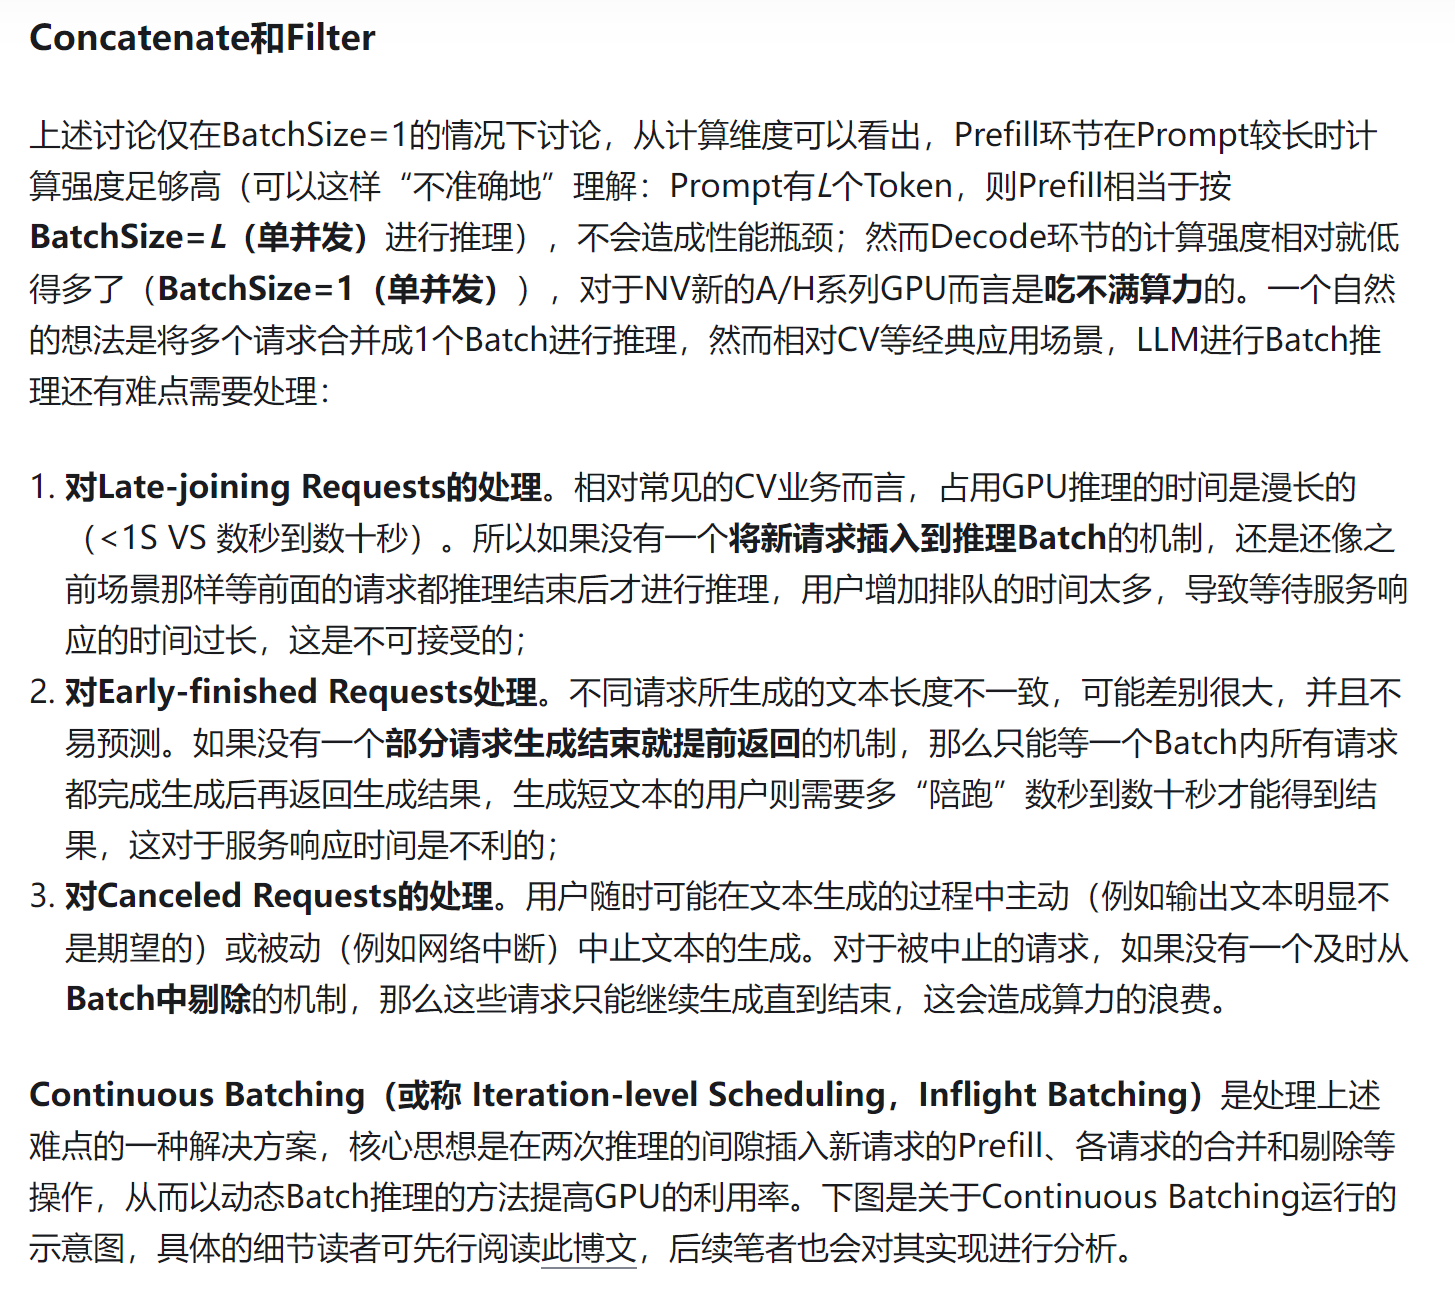 Concatenate和Filter
上述讨论仅在BatchSize=1的情况下讨论，从计算维度可以看出，Prefill环节在Prompt较长时计
算强度足够高（可以这样“不准确地”理解：Prompt有L个Token，则Prefill相当于按
BatchSize=L（单并发）进行推理），不会造成性能瓶颈；然而Decode环节的计算强度相对就低
得多了（BatchSize=1（单并发）），对于NV新的A/H系列GPU而言是吃不满算力的。一个自然
的想法是将多个请求合并成1个Batch进行推理，然而相对CV等经典应用场景，LLM进行Batch推
理还有难点需要处理：
1. 对Late-joining Requests的处理。相对常见的CV业务而言，占用GPU推理的时间是漫长的
（<1S VS 数秒到数十秒）。所以如果没有一个将新请求插入到推理Batch的机制，还是还像之
前场景那样等前面的请求都推理结束后才进行推理，用户增加排队的时间太多，导致等待服务响
应的时间过长，这是不可接受的；
2. 对Early-finished Requests处理。不同请求所生成的文本长度不一致，可能差别很大，并且不
易预测。如果没有一个部分请求生成结束就提前返回的机制，那么只能等一个Batch内所有请求
都完成生成后再返回生成结果，生成短文本的用户则需要多“陪跑”数秒到数十秒才能得到结
果，这对于服务响应时间是不利的；
3. 对Canceled Requests的处理。用户随时可能在文本生成的过程中主动（例如输出文本明显不
是期望的）或被动（例如网络中断）中止文本的生成。对于被中止的请求，如果没有一个及时从
Batch中剔除的机制，那么这些请求只能继续生成直到结束，这会造成算力的浪费。
Continuous Batching（或称 Iteration-level Scheduling，Inflight Batching）是处理上述
难点的一种解决方案，核心思想是在两次推理的间隙插入新请求的Prefill、各请求的合并和剔除等
操作，从而以动态Batch推理的方法提高GPU的利用率。下图是关于Continuous Batching运行的
示意图，具体的细节读者可先行阅读此博文，后续笔者也会对其实现进行分析。